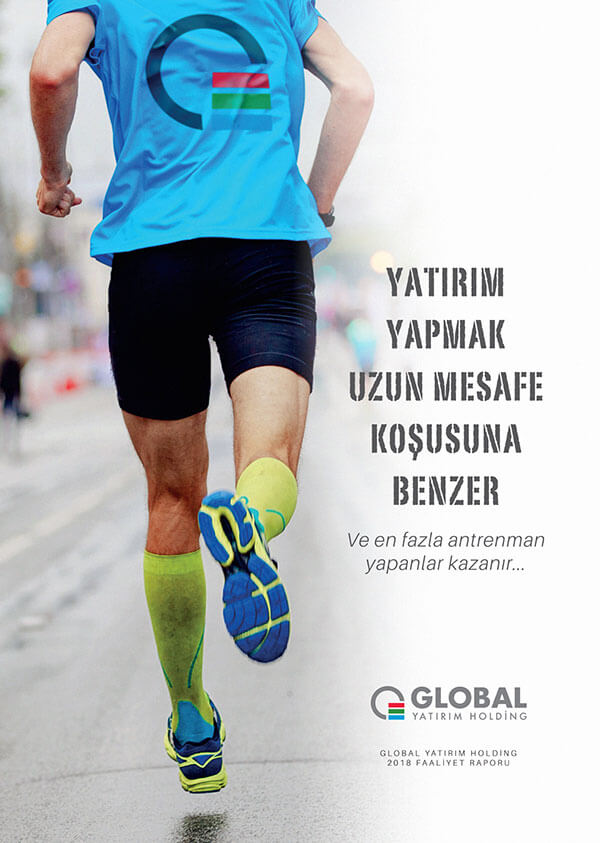 YATIRIM
YAPMAK
UZUN MESAFE
KOŞUSUNA
BENZER
Ve en fazla antrenman
yapanlar kazanır...
GLOBAL
YATIRIM HOLDİNG
GLOBAL YATIRIM HOLDİNG
2018 FAALİYET RAPORU